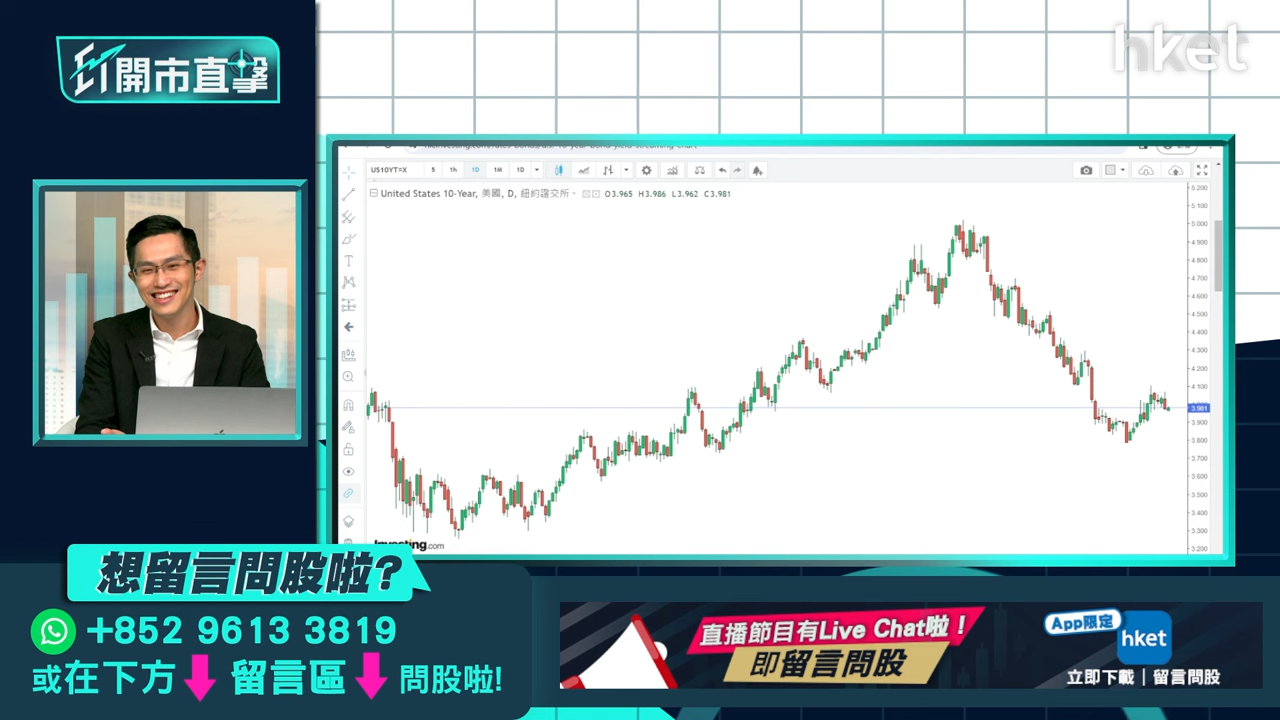 開市直擊
hket
US10YT=X 5 1h 1D 1M 1D
United States 10-Year, 美國, D, 紐約證交所 O3.965 H3.986 L3.962 C3.981
5.200
5.100
5.000
4.900
4.800
4.700
4.600
4.500
4.400
4.300
4.200
4.100
3.981
3.900
3.800
3.700
3.600
3.500
3.400
3.300
3.200
Investing.com
想留言問股啦?
+852 9613 3819
或在下方 留言區 問股啦!
直播節目有Live Chat啦！
即留言問股
App限定
hket
立即下載｜留言問股